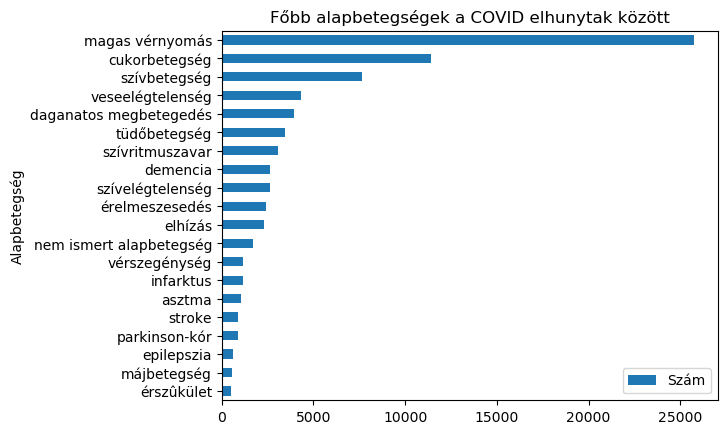 Főbb alapbetegségek a COVID elhunytak között
Alapbetegség
magas vérnyomás
cukorbetegség
szívbetegség
veseelégtelenség
daganatos megbetegedés
tüdőbetegség
szívritmuszavar
demencia
szívelégtelenség
érelmeszesedés
elhízás
nem ismert alapbetegség
vérszegénység
infarktus
asztma
stroke
parkinson-kór
epilepszia
májbetegség
érszûkület
Szám
0 5000 10000 15000 20000 25000